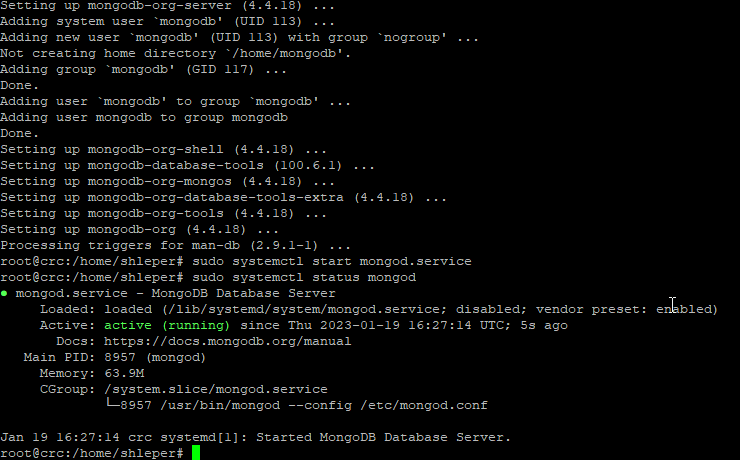 Setting up mongodb-org-server (4.4.18) ...
Adding system user `mongodb' (UID 113) ...
Adding new user `mongodb' (UID 113) with group `nogroup' ...
Not creating home directory `/home/mongodb'.
Adding group `mongodb' (GID 117) ...
Done.
Adding user `mongodb' to group `mongodb' ...
Adding user mongodb to group mongodb
Done.
Setting up mongodb-org-shell (4.4.18) ...
Setting up mongodb-database-tools (100.6.1) ...
Setting up mongodb-org-mongos (4.4.18) ...
Setting up mongodb-org-database-tools-extra (4.4.18) ...
Setting up mongodb-org-tools (4.4.18) ...
Setting up mongodb-org (4.4.18) ...
Processing triggers for man-db (2.9.1-1) ...
root@crc:/home/shleper# sudo systemctl start mongod.service
root@crc:/home/shleper# sudo systemctl status mongod
● mongod.service - MongoDB Database Server
     Loaded: loaded (/lib/systemd/system/mongod.service; disabled; vendor preset: enabled)
     Active: active (running) since Thu 2023-01-19 16:27:14 UTC; 5s ago
       Docs: https://docs.mongodb.org/manual
   Main PID: 8957 (mongod)
     Memory: 63.9M
     CGroup: /system.slice/mongod.service
             └─8957 /usr/bin/mongod --config /etc/mongod.conf
Jan 19 16:27:14 crc systemd[1]: Started MongoDB Database Server.
root@crc:/home/shleper#